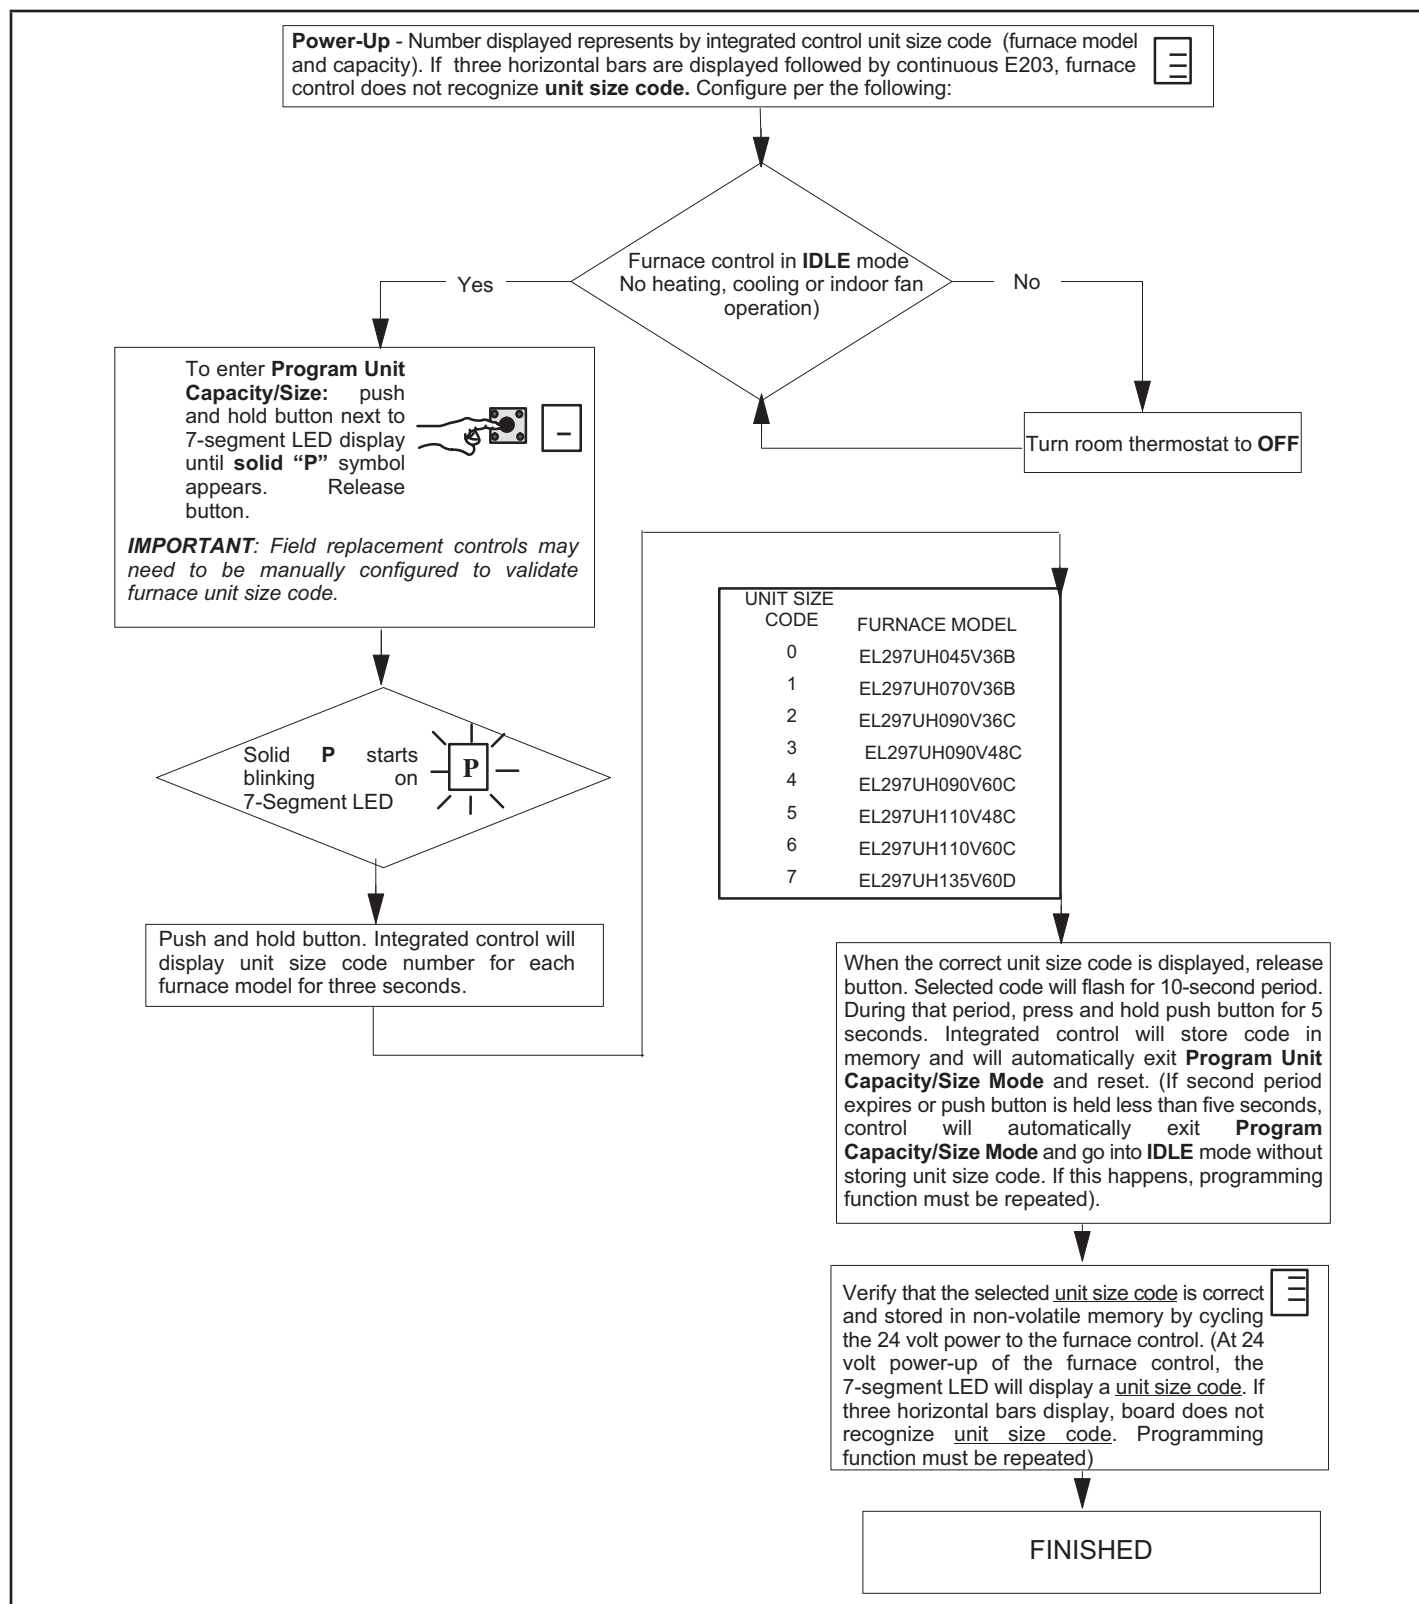 Power-Up - Number displayed represents by integrated control unit size code (furnace model
and capacity). If three horizontal bars are displayed followed by continuous E203, furnace
control does not recognize unit size code. Configure per the following:
Furnace control in IDLE mode
No heating, cooling or indoor fan
operation)
Yes
No
To enter Program Unit
Capacity/Size: push
and hold button next to
7-segment LED display
until solid “P” symbol
appears. Release
button.
IMPORTANT: Field replacement controls may
need to be manually configured to validate
furnace unit size code.
Turn room thermostat to OFF
Solid P starts
blinking on
7-Segment LED
P
Push and hold button. Integrated control will
display unit size code number for each
furnace model for three seconds.
UNIT SIZE
CODE FURNACE MODEL
0 EL297UH045V36B
1 EL297UH070V36B
2 EL297UH090V36C
3 EL297UH090V48C
4 EL297UH090V60C
5 EL297UH110V48C
6 EL297UH110V60C
7 EL297UH135V60D
When the correct unit size code is displayed, release
button. Selected code will flash for 10-second period.
During that period, press and hold push button for 5
seconds. Integrated control will store code in
memory and will automatically exit Program Unit
Capacity/Size Mode and reset. (If second period
expires or push button is held less than five seconds,
control will automatically exit Program
Capacity/Size Mode and go into IDLE mode without
storing unit size code. If this happens, programming
function must be repeated).
Verify that the selected unit size code is correct
and stored in non-volatile memory by cycling
the 24 volt power to the furnace control. (At 24
volt power-up of the furnace control, the
7-segment LED will display a unit size code. If
three horizontal bars display, board does not
recognize unit size code. Programming
function must be repeated)
FINISHED